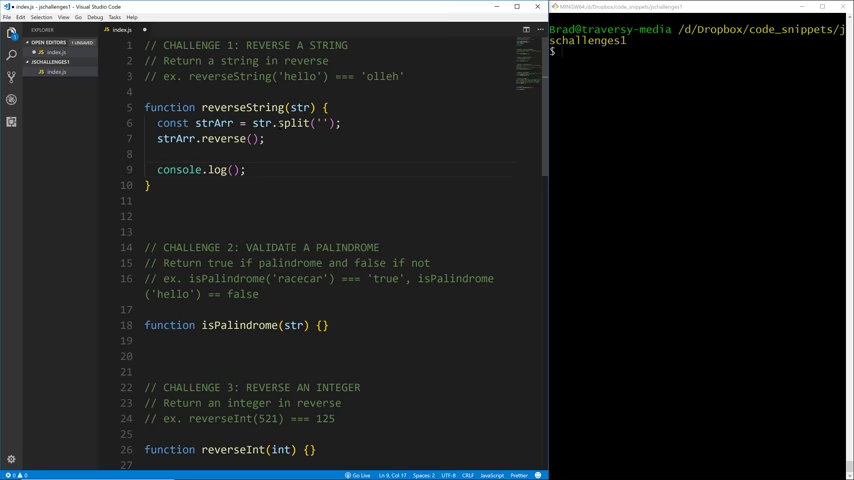 index.js - jschallenges1 - Visual Studio Code
File Edit Selection View Go Debug Tasks Help
EXPLORER
OPEN EDITORS 1 UNSAVED
index.js
JSCHALLENGES1
index.js
index.js
1 // CHALLENGE 1: REVERSE A STRING
2 // Return a string in reverse
3 // ex. reverseString('hello') === 'olleh'
4
5 function reverseString(str) {
6 const strArr = str.split('');
7 strArr.reverse();
8
9 console.log();
10 }
11
12
13
14 // CHALLENGE 2: VALIDATE A PALINDROME
15 // Return true if palindrome and false if not
16 // ex. isPalindrome('racecar') === 'true', isPalindrome
('hello') == false
17
18 function isPalindrome(str) {}
19
20
21
22 // CHALLENGE 3: REVERSE AN INTEGER
23 // Return an integer in reverse
24 // ex. reverseInt(521) === 125
25
26 function reverseInt(int) {}
27
0 0 Go Live Ln 9, Col 17 Spaces: 2 UTF-8 CRLF JavaScript Prettier
MINGW64:/d/Dropbox/code_snippets/jschallenges1
Brad@traversy-media /d/Dropbox/code_snippets/j
schallenges1
$